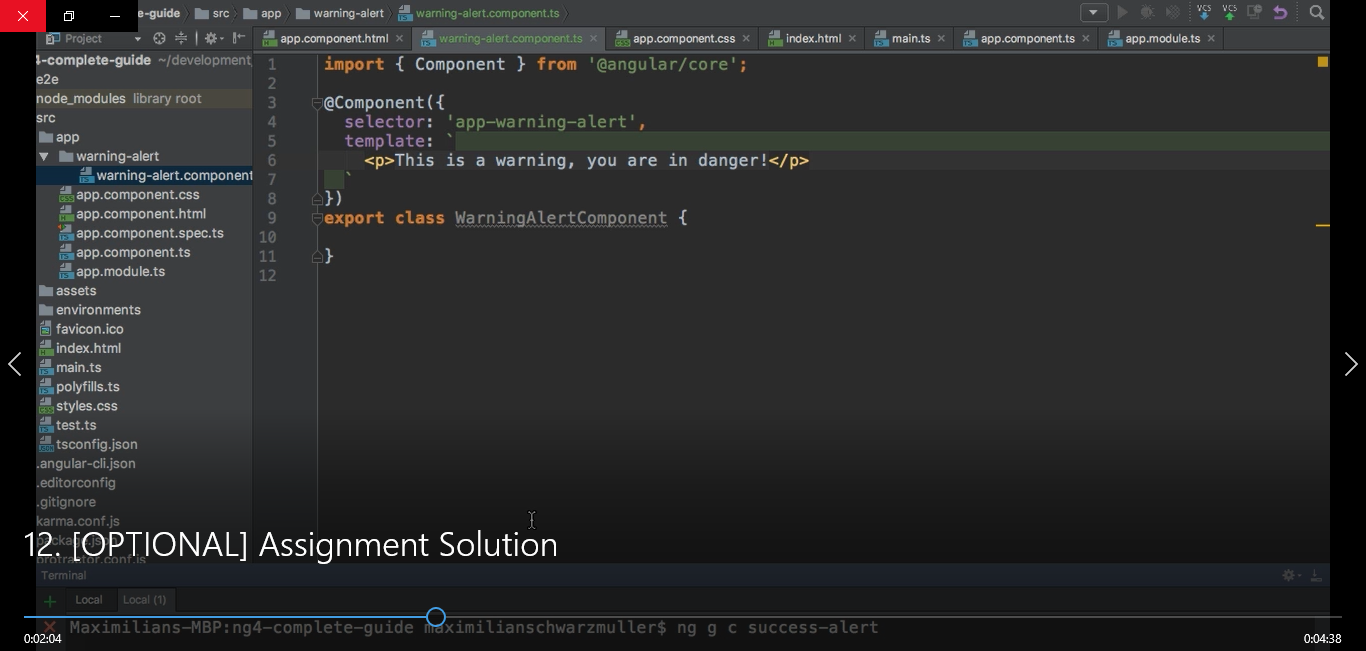 e-guide src app warning-alert warning-alert.component.ts
VCS VCS
Project
app.component.html warning-alert.component.ts app.component.css index.html main.ts app.component.ts app.module.ts
4-complete-guide ~/development
e2e
node_modules library root
src
app
warning-alert
warning-alert.component
app.component.css
app.component.html
app.component.spec.ts
app.component.ts
app.module.ts
assets
environments
favicon.ico
index.html
main.ts
polyfills.ts
styles.css
test.ts
tsconfig.json
.angular-cli.json
.editorconfig
.gitignore
karma.conf.js
package.json
protractor.conf.js
1 import { Component } from '@angular/core';
2
3 @Component({
4 selector: 'app-warning-alert',
5 template: `
6 <p>This is a warning, you are in danger!</p>
7 `
8 })
9 export class WarningAlertComponent {
10
11 }
12
12. [OPTIONAL] Assignment Solution
Terminal
Local Local (1)
Maximilians-MBP:ng4-complete-guide maximilianschwarzmuller$ ng g c success-alert
0:02:04 0:04:38